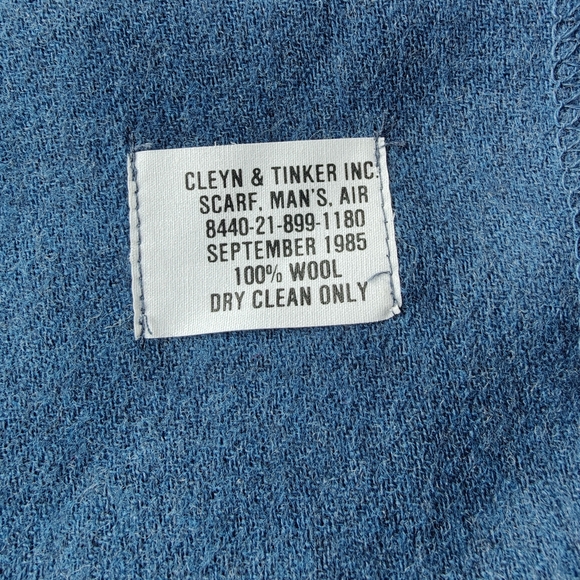 CLEYN & TINKER INC.
SCARF, MAN'S, AIR
8440-21-899-1180
SEPTEMBER 1985
100% WOOL
DRY CLEAN ONLY